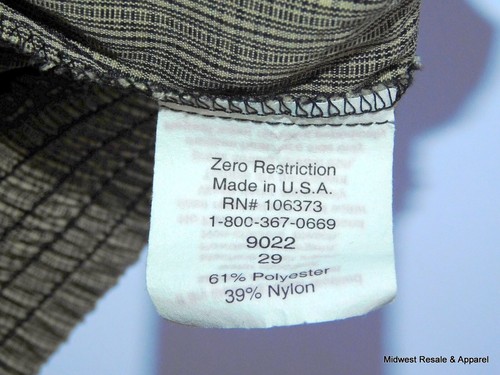 Zero Restriction
Made in U.S.A.
RN# 106373
1-800-367-0669
9022
29
61% Polyester
39% Nylon
Midwest Resale & Apparel